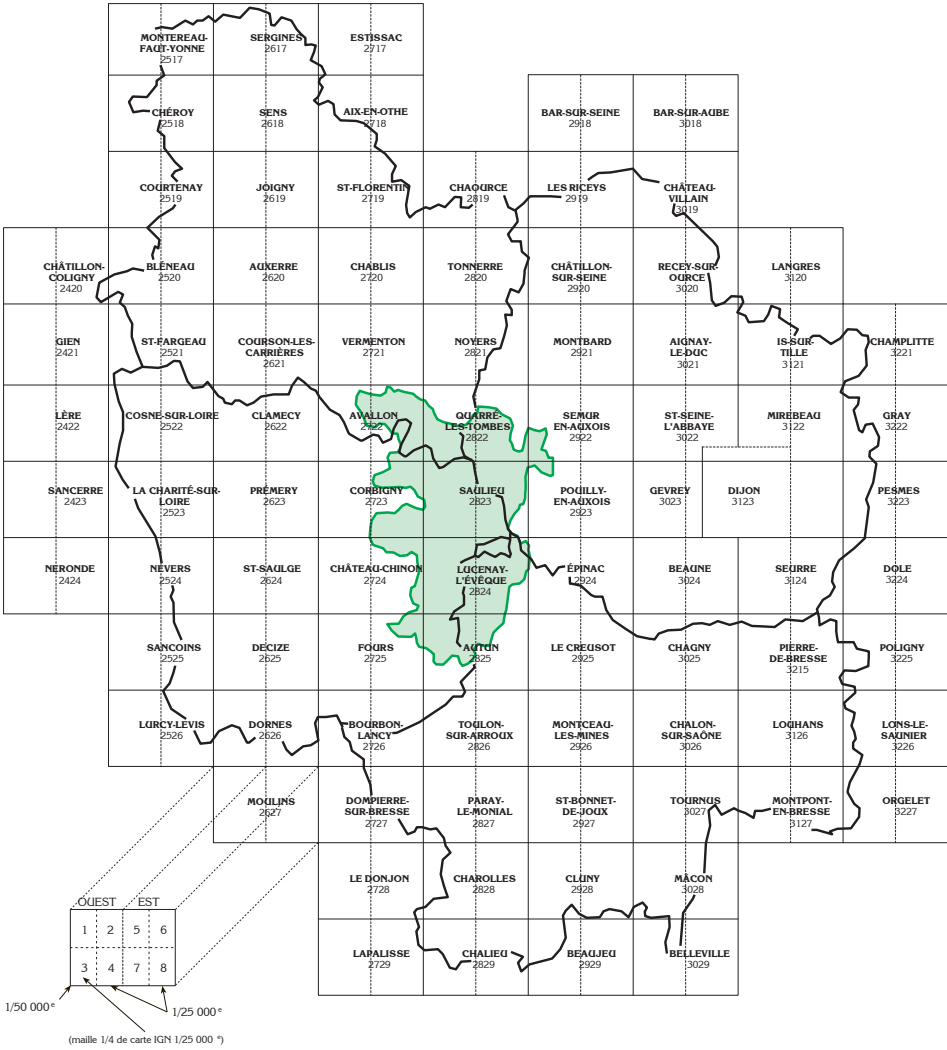 MONTEREAU-
FAUT-YONNE
2517
SERGINES
2617
ESTISSAC
2717
CHÉROY
2518
SENS
2618
AIX-EN-OTHE
2718
BAR-SUR-SEINE
2918
BAR-SUR-AUBE
3018
COURTENAY
2519
JOIGNY
2619
ST-FLORENTIN
2719
CHAOURCE
2819
LES RICEYS
2919
CHÂTEAU-
VILLAIN
3019
CHÂTILLON-
COLIGNY
2420
BLÉNEAU
2520
AUXERRE
2620
CHABLIS
2720
TONNERRE
2820
CHÂTILLON-
SUR-SEINE
2920
RECEY-SUR-
OURCE
3020
LANGRES
3120
GIEN
2421
ST-FARGEAU
2521
COURSON-LES-
CARRIÈRES
2621
VERMENTON
2721
NOYERS
2821
MONTBARD
2921
AIGNAY-
LE-DUC
3021
IS-SUR-
TILLE
3121
CHAMPLITTE
3221
LÈRE
2422
COSNE-SUR-LOIRE
2522
CLAMECY
2622
AVALLON
2722
QUARRÉ-
LES-TOMBES
2822
SEMUR
EN-AUXOIS
2922
ST-SEINE-
L'ABBAYE
3022
MIREBEAU
3122
GRAY
3222
SANCERRE
2423
LA CHARITÉ-SUR-
LOIRE
2523
PRÉMERY
2623
CORBIGNY
2723
SAULIEU
2823
POUILLY-
EN-AUXOIS
2923
GEVREY
3023
DIJON
3123
PESMES
3223
NERONDE
2424
NEVERS
2524
ST-SAULGE
2624
CHÂTEAU-CHINON
2724
LUCENAY-
L'ÉVÊQUE
2824
ÉPINAC
2924
BEAUNE
3024
SEURRE
3124
DOLE
3224
SANCOINS
2525
DECIZE
2625
FOURS
2725
AUTUN
2825
LE CREUSOT
2925
CHAGNY
3025
PIERRE-
DE-BRESSE
3215
POLIGNY
3225
LURCY-LÉVIS
2526
DORNES
2626
BOURBON-
LANCY
2726
TOULON-
SUR-ARROUX
2826
MONTCEAU-
LES-MINES
2926
CHALON-
SUR-SAÔNE
3026
LOUHANS
3126
LONS-LE-
SAUNIER
3226
MOULINS
2627
DOMPIERRE-
SUR-BRESSE
2727
PARAY-
LE-MONIAL
2827
ST-BONNET-
DE-JOUX
2927
TOURNUS
3027
MONTPONT-
EN-BRESSE
3127
ORGELET
3227
LE DONJON
2728
CHAROLLES
2828
CLUNY
2928
MÂCON
3028
LAPALISSE
2729
CHALIEU
2829
BEAUJEU
2929
BELLEVILLE
3029
OUEST EST
1 2 5 6
3 4 7 8
1/50 000 e
1/25 000 e
(maille 1/4 de carte IGN 1/25 000 e)